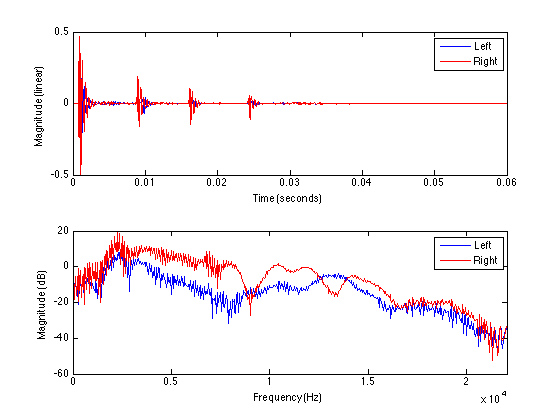 0.5
0
-0.5
Magnitude (linear)
Left
Right
0
0.01
0.02
0.03
0.04
0.05
0.06
Time (seconds)
20
0
-20
-40
-60
Magnitude (dB)
Left
Right
0
0.5
1
1.5
2
x 10^4
Frequency (Hz)